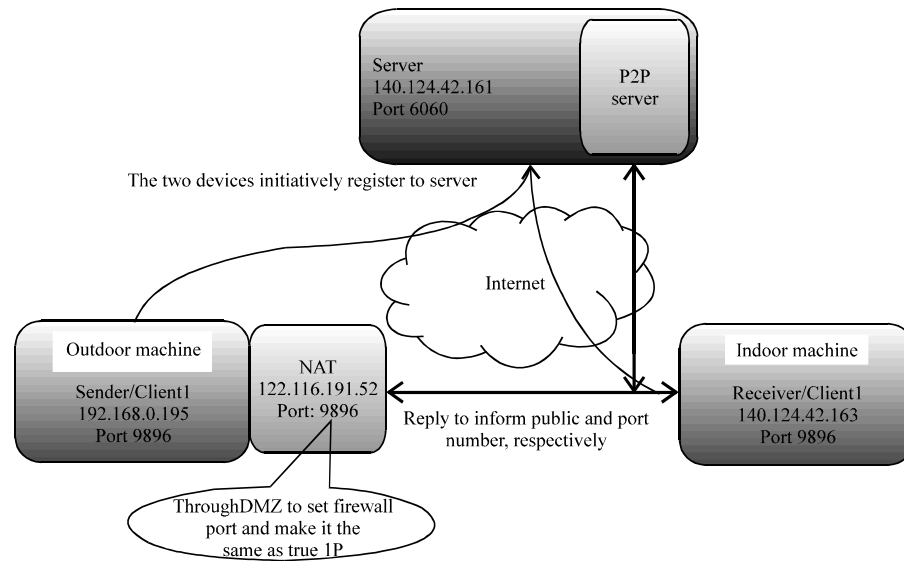 Server
140.124.42.161
Port 6060
P2P
server
The two devices initiatively register to server
Internet
Outdoor machine
Sender/Client1
192.168.0.195
Port 9896
NAT
122.116.191.52
Port: 9896
Reply to inform public and port
number, respectively
Indoor machine
Receiver/Client1
140.124.42.163
Port 9896
ThroughDMZ to set firewall
port and make it the
same as true 1P